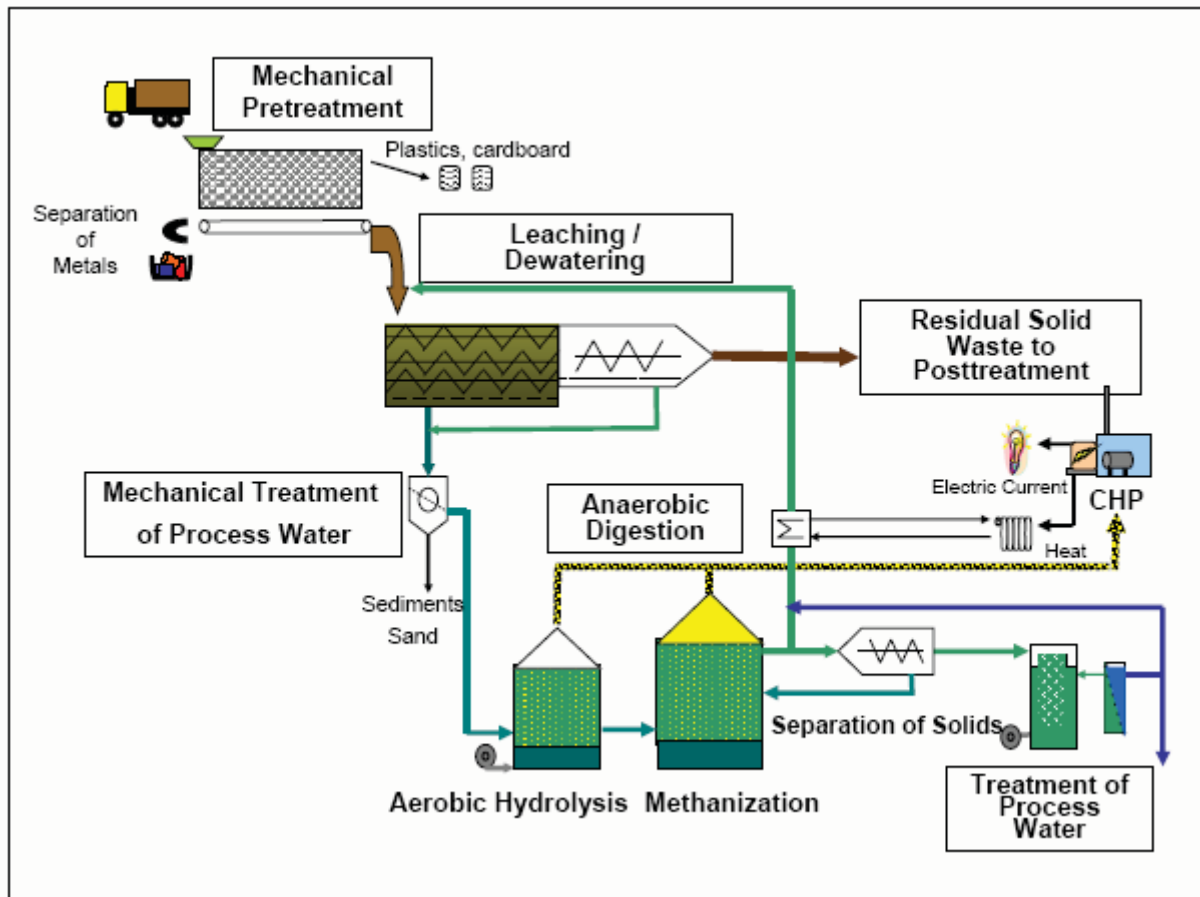 Mechanical
Pretreatment
Plastics, cardboard
Separation
of
Metals
Leaching /
Dewatering
Residual Solid
Waste to
Posttreatment
Electric Current
CHP
Heat
Mechanical Treatment
of Process Water
Anaerobic
Digestion
Σ
Sediments
Sand
Separation of Solids
Aerobic Hydrolysis
Methanization
Treatment of
Process
Water